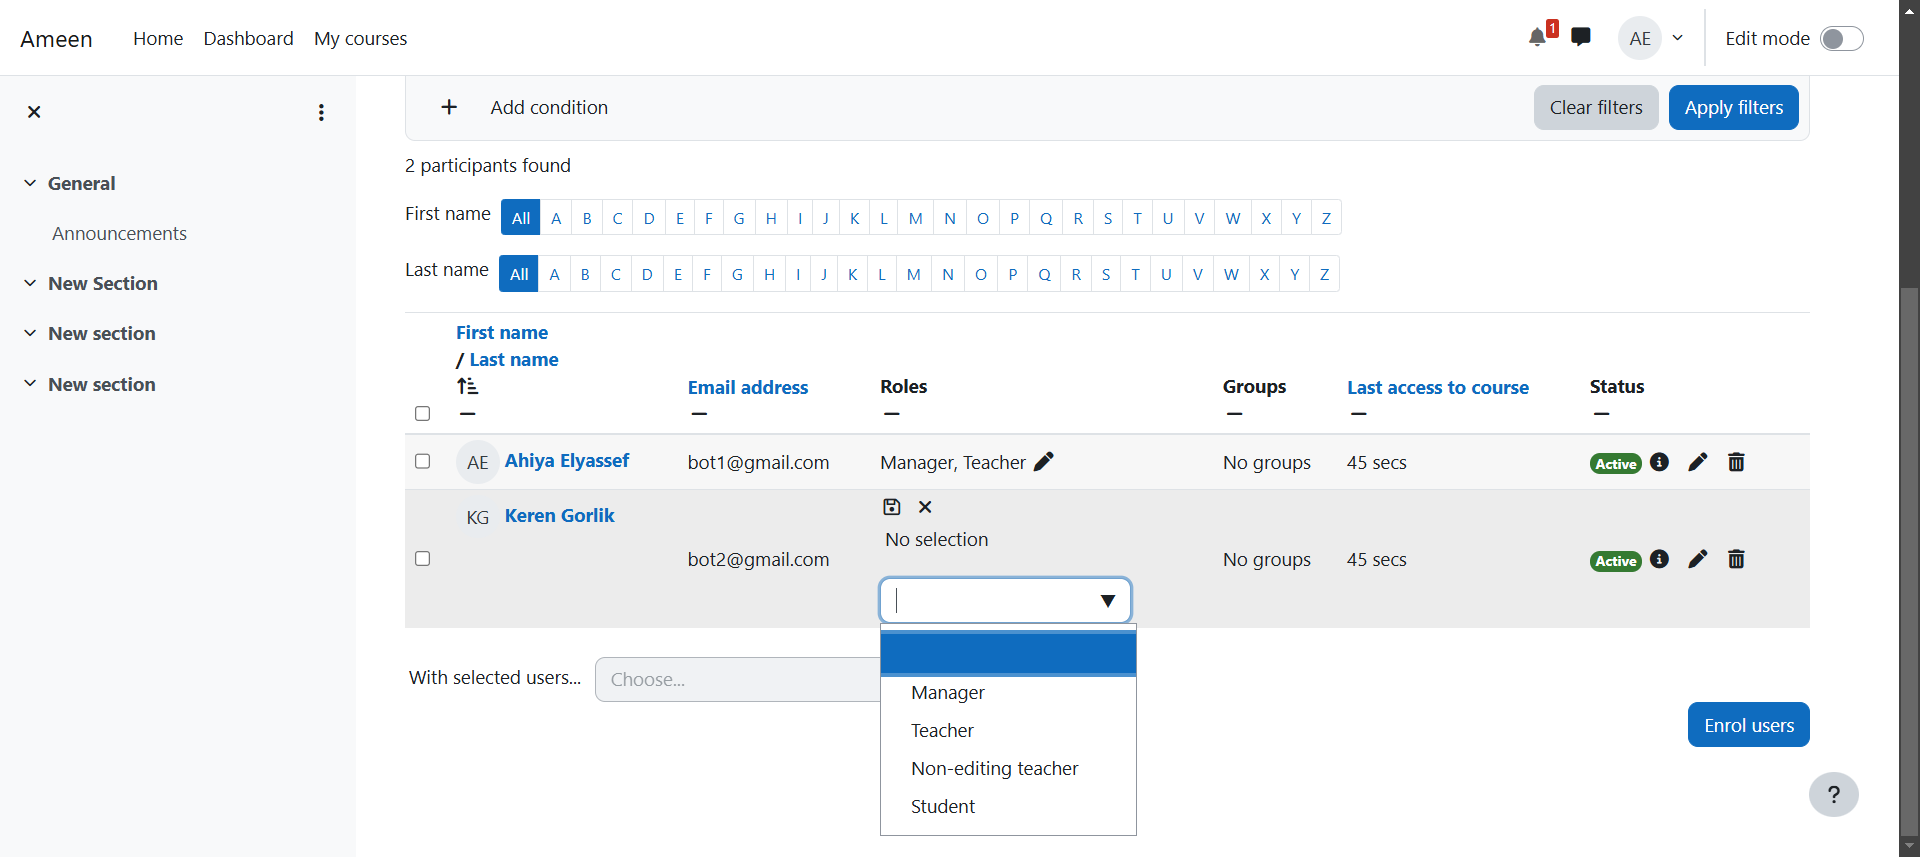 Ameen Home Dashboard My courses 1 AE Edit mode
Add condition Clear filters Apply filters
General
Announcements
New Section
New section
New section
2 participants found
First name All A B C D E F G H I J K L M N O P Q R S T U V W X Y Z
Last name All A B C D E F G H I J K L M N O P Q R S T U V W X Y Z
First name
/ Last name
Email address Roles Groups Last access to course Status
AE Ahiya Elyassef bot1@gmail.com Manager, Teacher No groups 45 secs Active
KG Keren Gorlik
No selection
bot2@gmail.com No groups 45 secs Active
With selected users... Choose...
Manager
Teacher
Non-editing teacher
Student
Enrol users
?